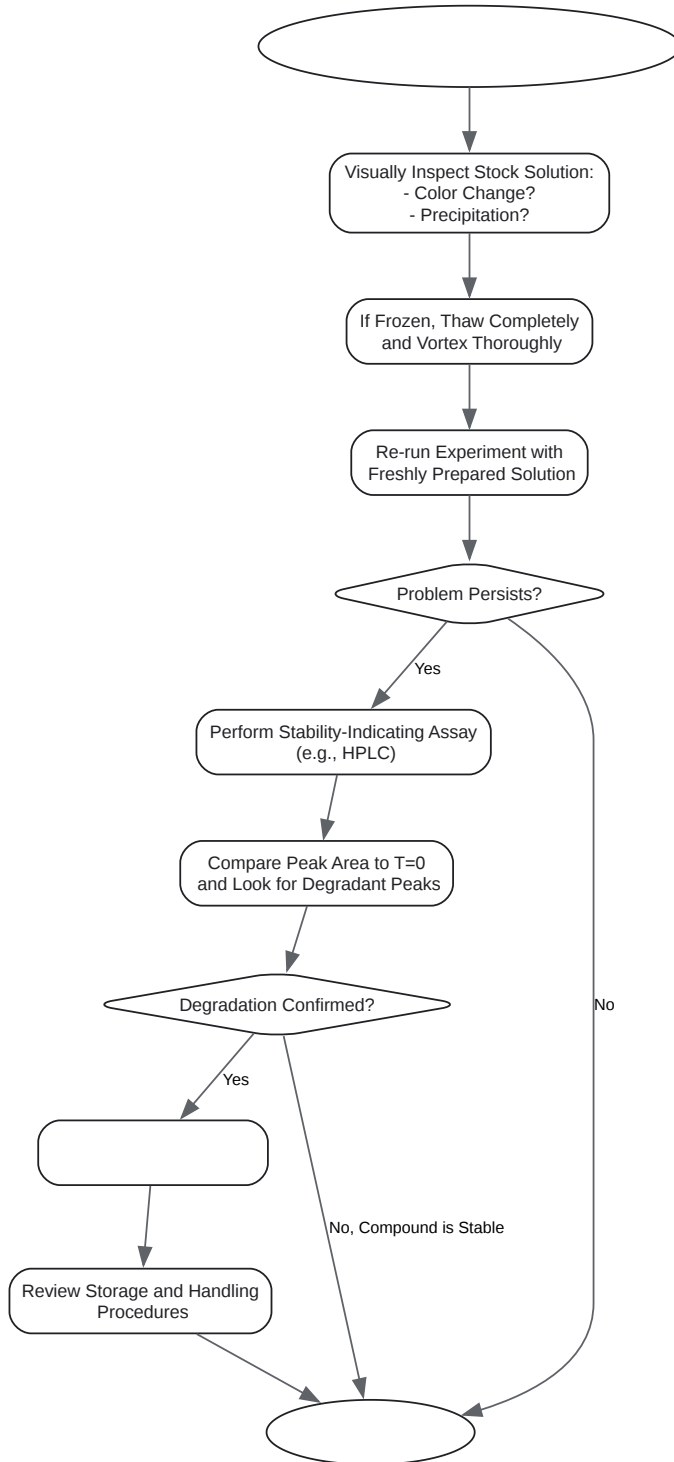 Visually Inspect Stock Solution:
- Color Change?
- Precipitation?
If Frozen, Thaw Completely
and Vortex Thoroughly
Re-run Experiment with
Freshly Prepared Solution
Problem Persists?
Yes
Perform Stability-Indicating Assay
(e.g., HPLC)
Compare Peak Area to T=0
and Look for Degradant Peaks
Degradation Confirmed?
No
Yes
No, Compound is Stable
Review Storage and Handling
Procedures